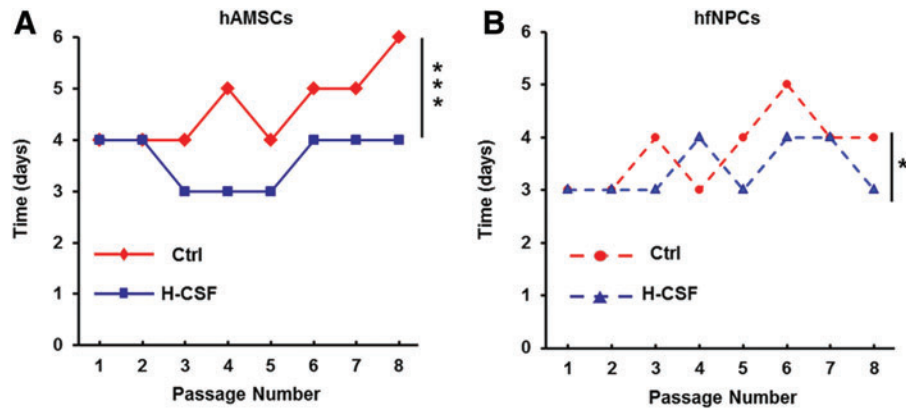 A
hAMSCs
Time (days)
6
5
4
3
2
1
0
Ctrl
H-CSF
***
1 2 3 4 5 6 7 8
Passage Number
B
hfNPCs
Time (days)
6
5
4
3
2
1
0
Ctrl
H-CSF
*
1 2 3 4 5 6 7 8
Passage Number